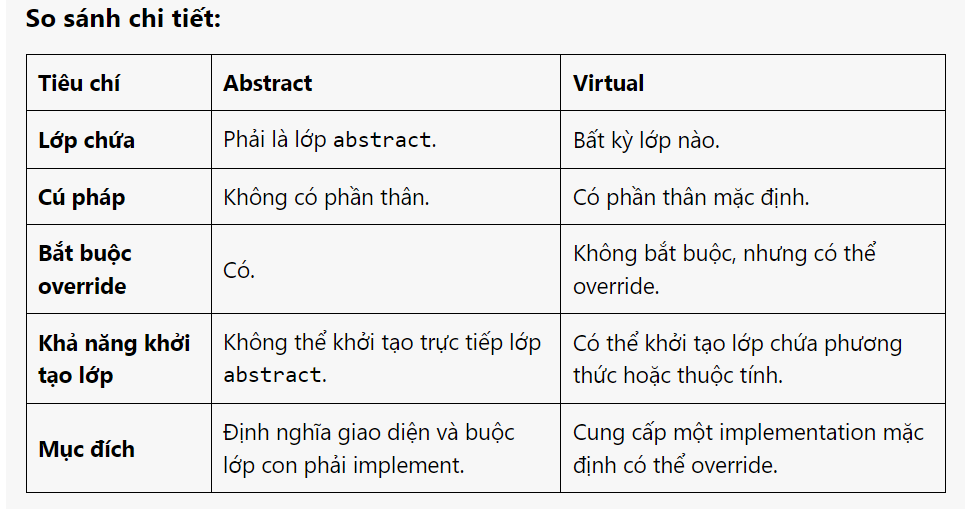 So sánh chi tiết:
Tiêu chí Abstract Virtual
Lớp chứa Phải là lớp abstract. Bất kỳ lớp nào.
Cú pháp Không có phần thân. Có phần thân mặc định.
Bắt buộc
override
Có.
Không bắt buộc, nhưng có thể
override.
Khả năng khởi
tạo lớp
Không thể khởi tạo trực tiếp lớp
abstract.
Có thể khởi tạo lớp chứa phương
thức hoặc thuộc tính.
Mục đích
Định nghĩa giao diện và buộc
lớp con phải implement.
Cung cấp một implementation mặc
định có thể override.